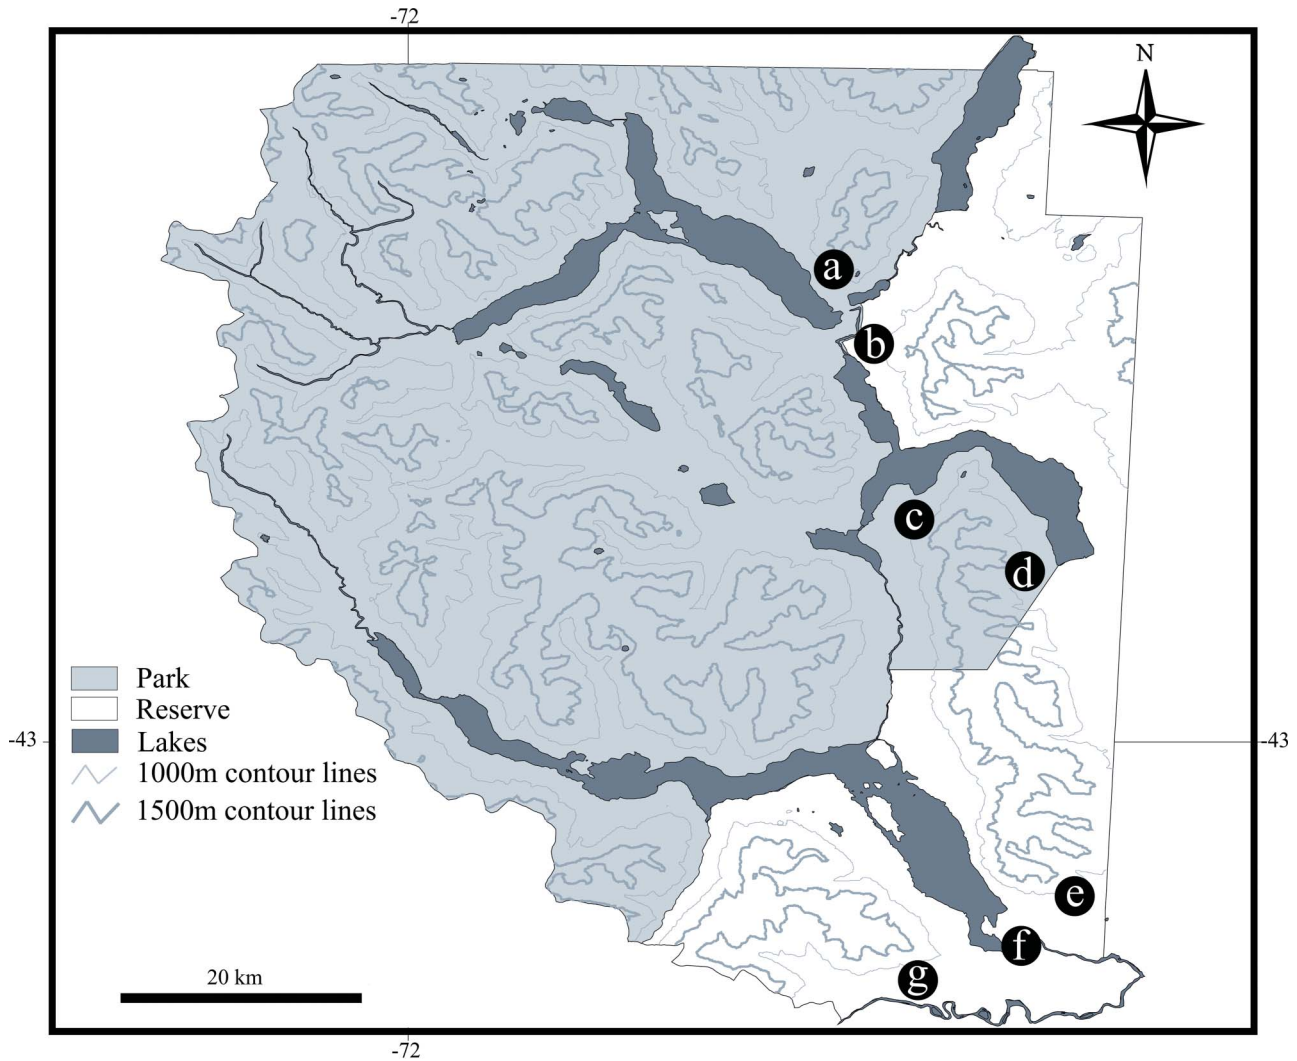 -72
N
a
b
c
d
Park
Reserve
-43
-43
Lakes
1000m contour lines
1500m contour lines
e
f
20 km
g
-72